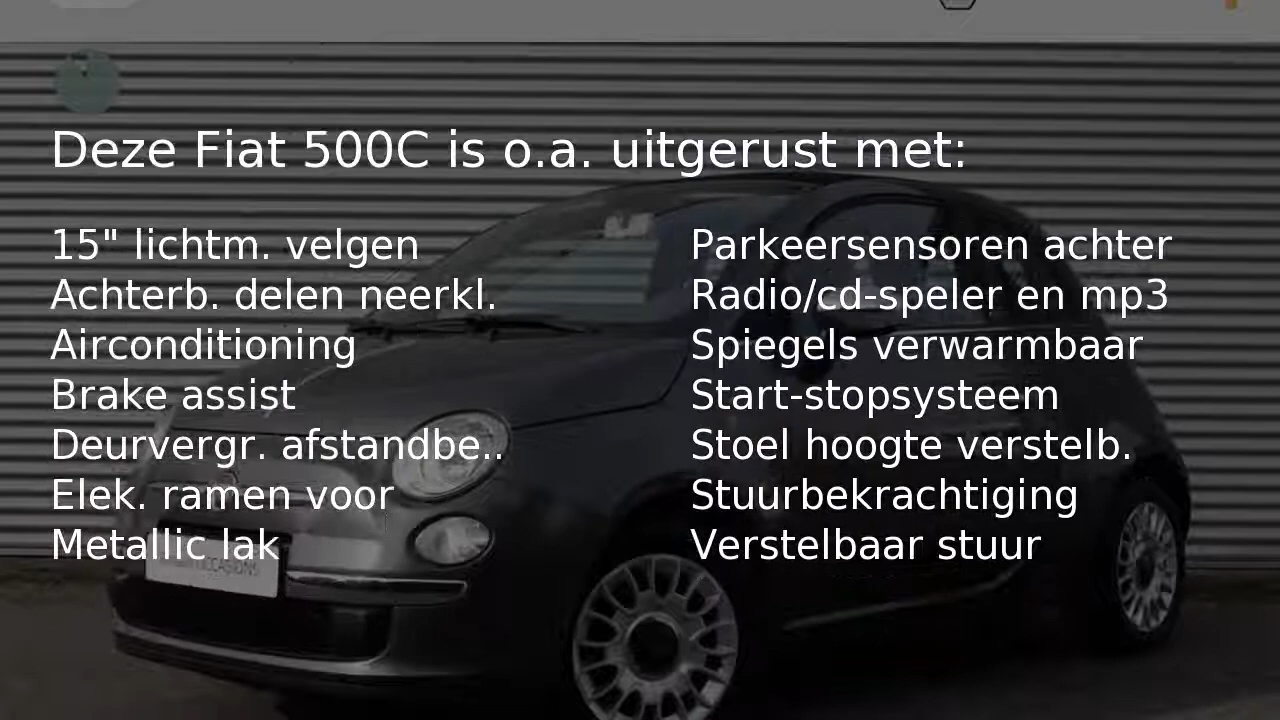 Deze Fiat 500C is o.a. uitgerust met:
15" lichtm. velgen
Achterb. delen neerkl.
Airconditioning
Brake assist
Deurvergr. afstandbe..
Elek. ramen voor
Metallic lak
Parkeersensoren achter
Radio/cd-speler en mp3
Spiegels verwarmbaar
Start-stopsysteem
Stoel hoogte verstelb.
Stuurbekrachtiging
Verstelbaar stuur
OCCASIONS